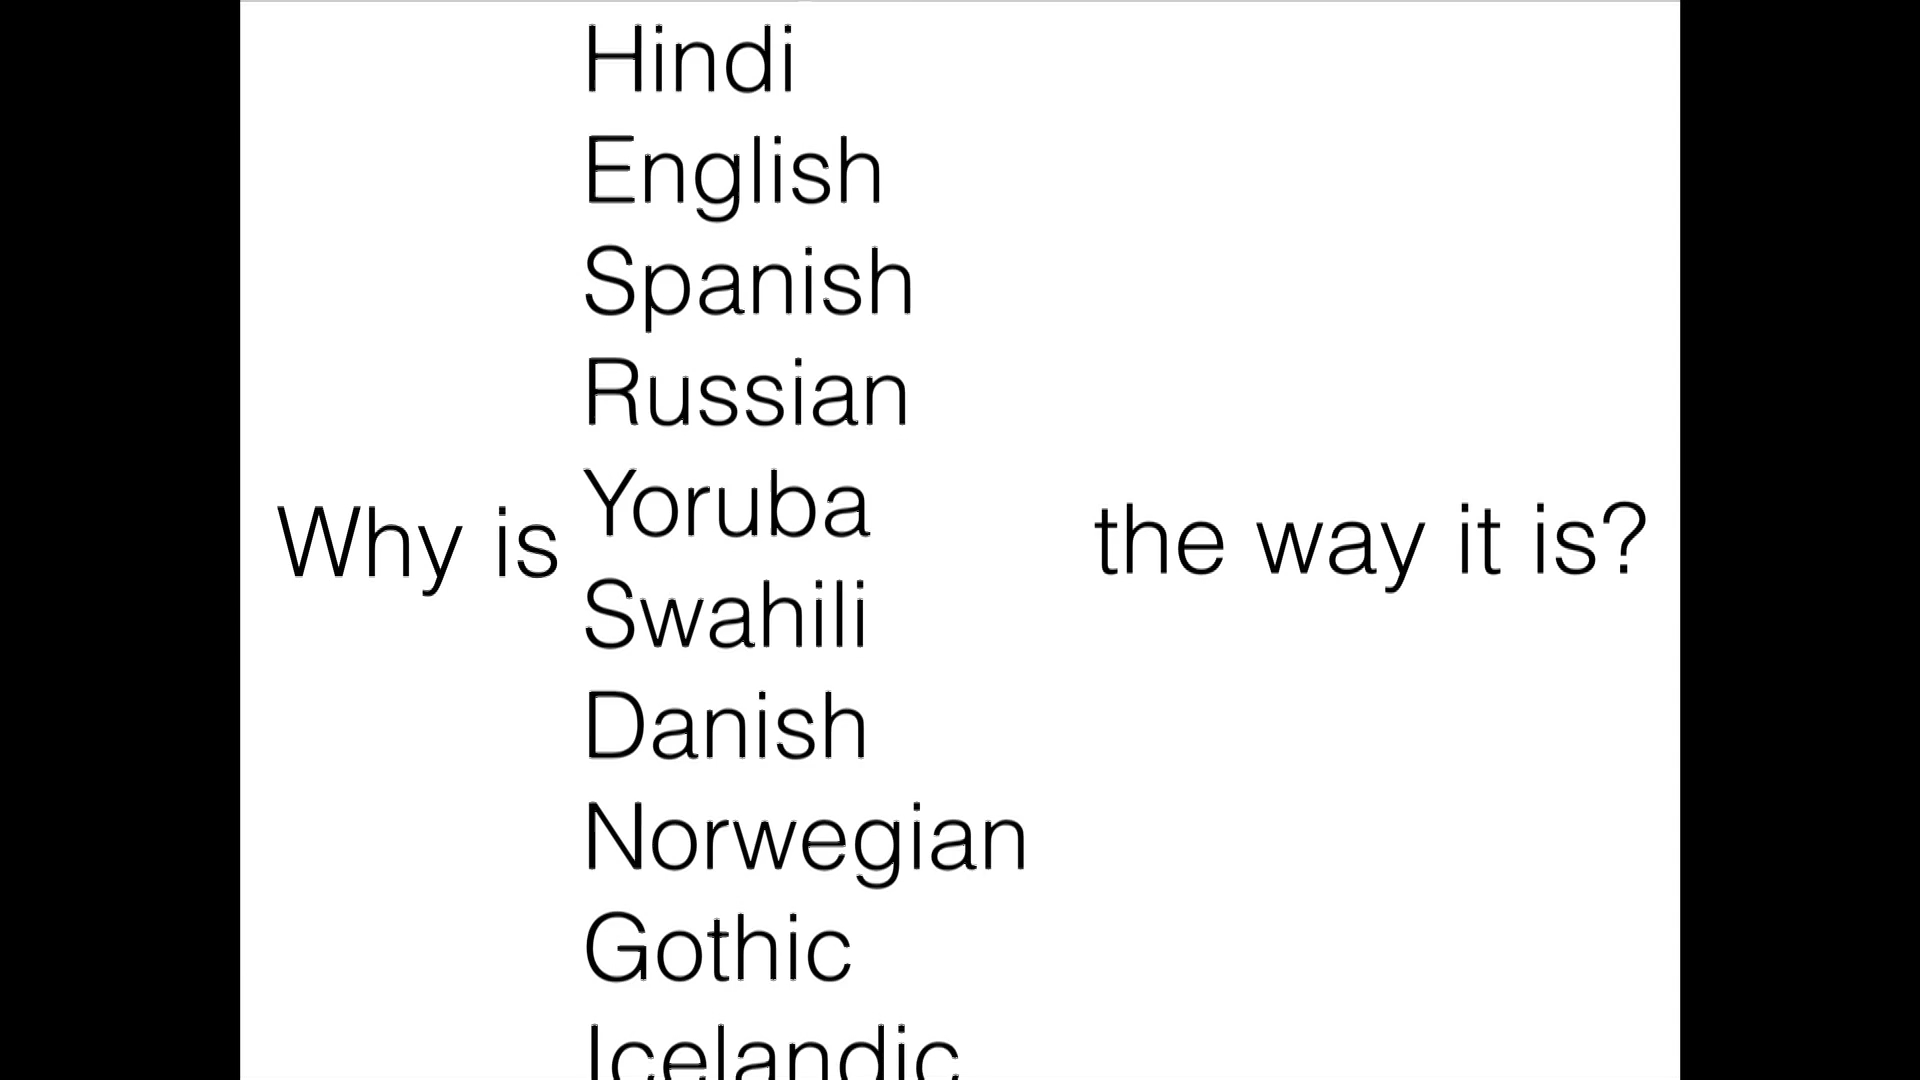 Hindi
English
Spanish
Russian
Yoruba
Why is
the way it is?
Swahili
Danish
Norwegian
Gothic
Icelandic